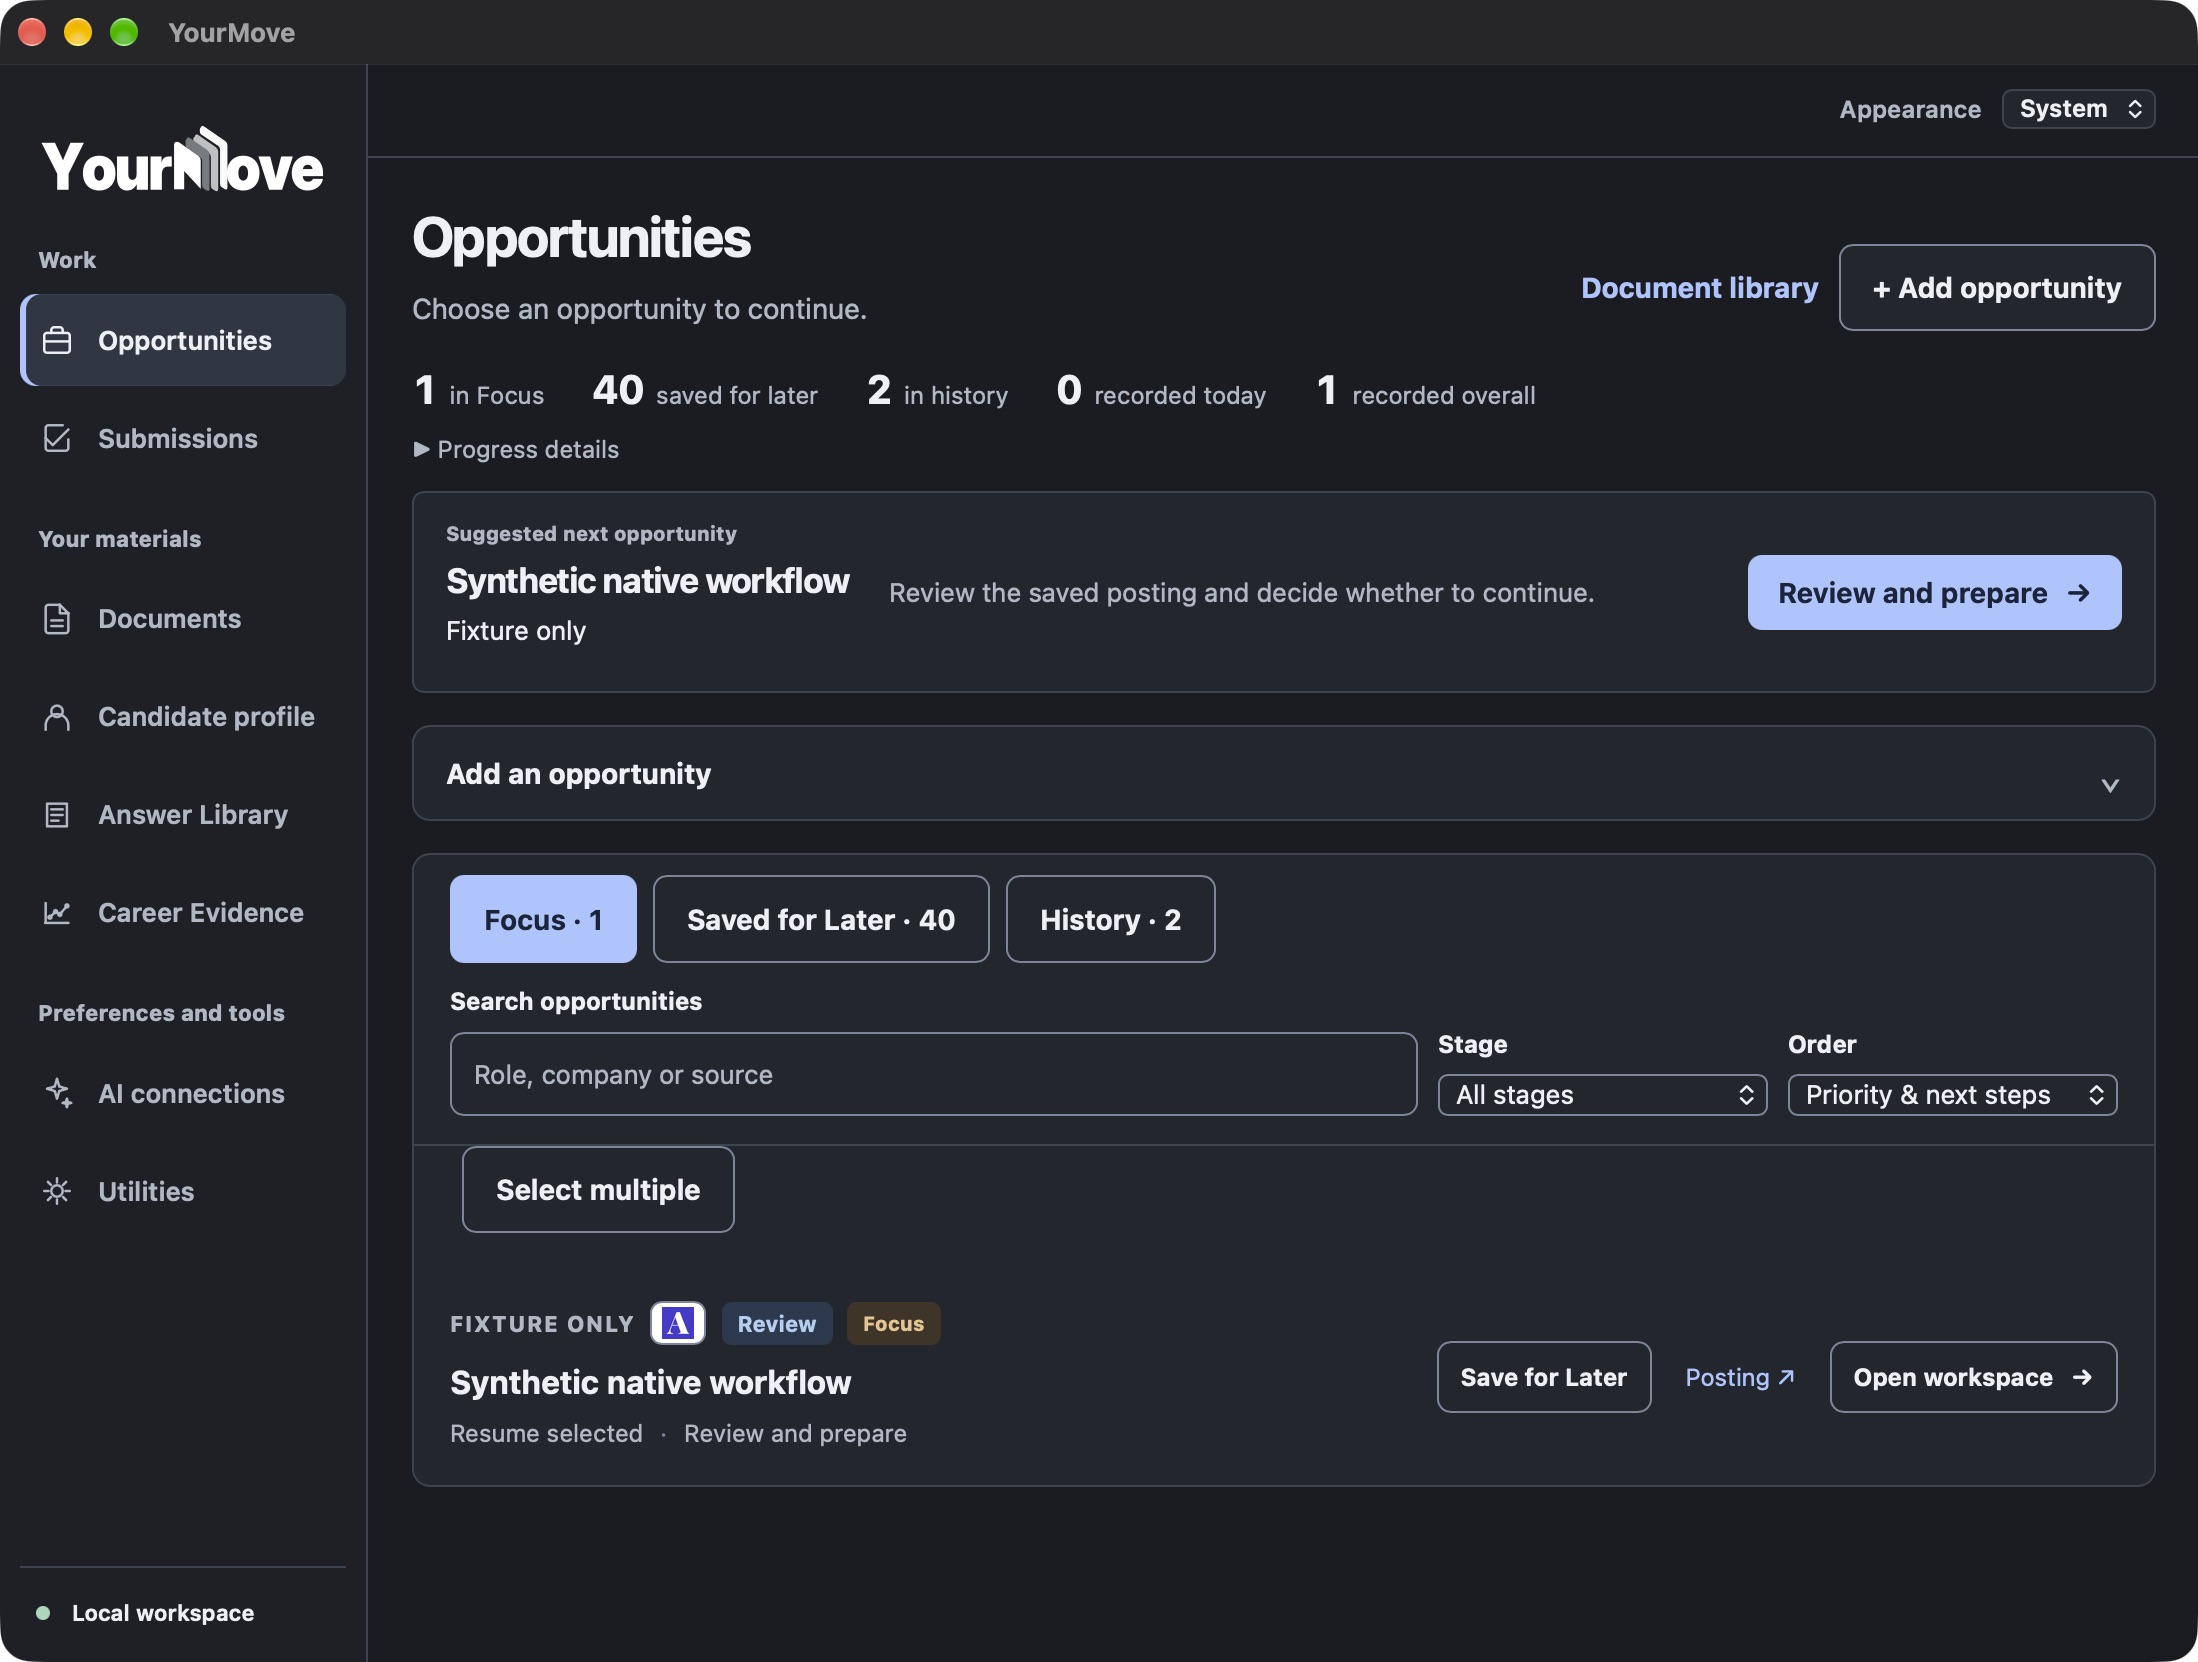 YourMove
YourMove
Work
Opportunities
Submissions
Your materials
Documents
Candidate profile
Answer Library
Career Evidence
Preferences and tools
AI connections
Utilities
Local workspace
Appearance System
Opportunities
Choose an opportunity to continue.
Document library + Add opportunity
1 in Focus 40 saved for later 2 in history 0 recorded today 1 recorded overall
Progress details
Suggested next opportunity
Synthetic native workflow
Fixture only
Review the saved posting and decide whether to continue.
Review and prepare →
Add an opportunity
Focus · 1 Saved for Later · 40 History · 2
Search opportunities
Role, company or source
Stage
All stages
Order
Priority & next steps
Select multiple
FIXTURE ONLY A Review Focus
Synthetic native workflow
Resume selected · Review and prepare
Save for Later Posting ↗ Open workspace →